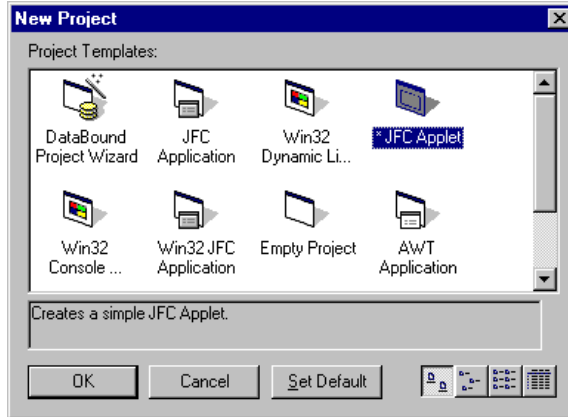 New Project
Project Templates:
DataBound
Project Wizard
JFC
Application
Win32
Dynamic Li...
* JFC Applet
Win32
Console ...
Win32 JFC
Application
Empty Project
AWT
Application
Creates a simple JFC Applet.
OK
Cancel
Set Default